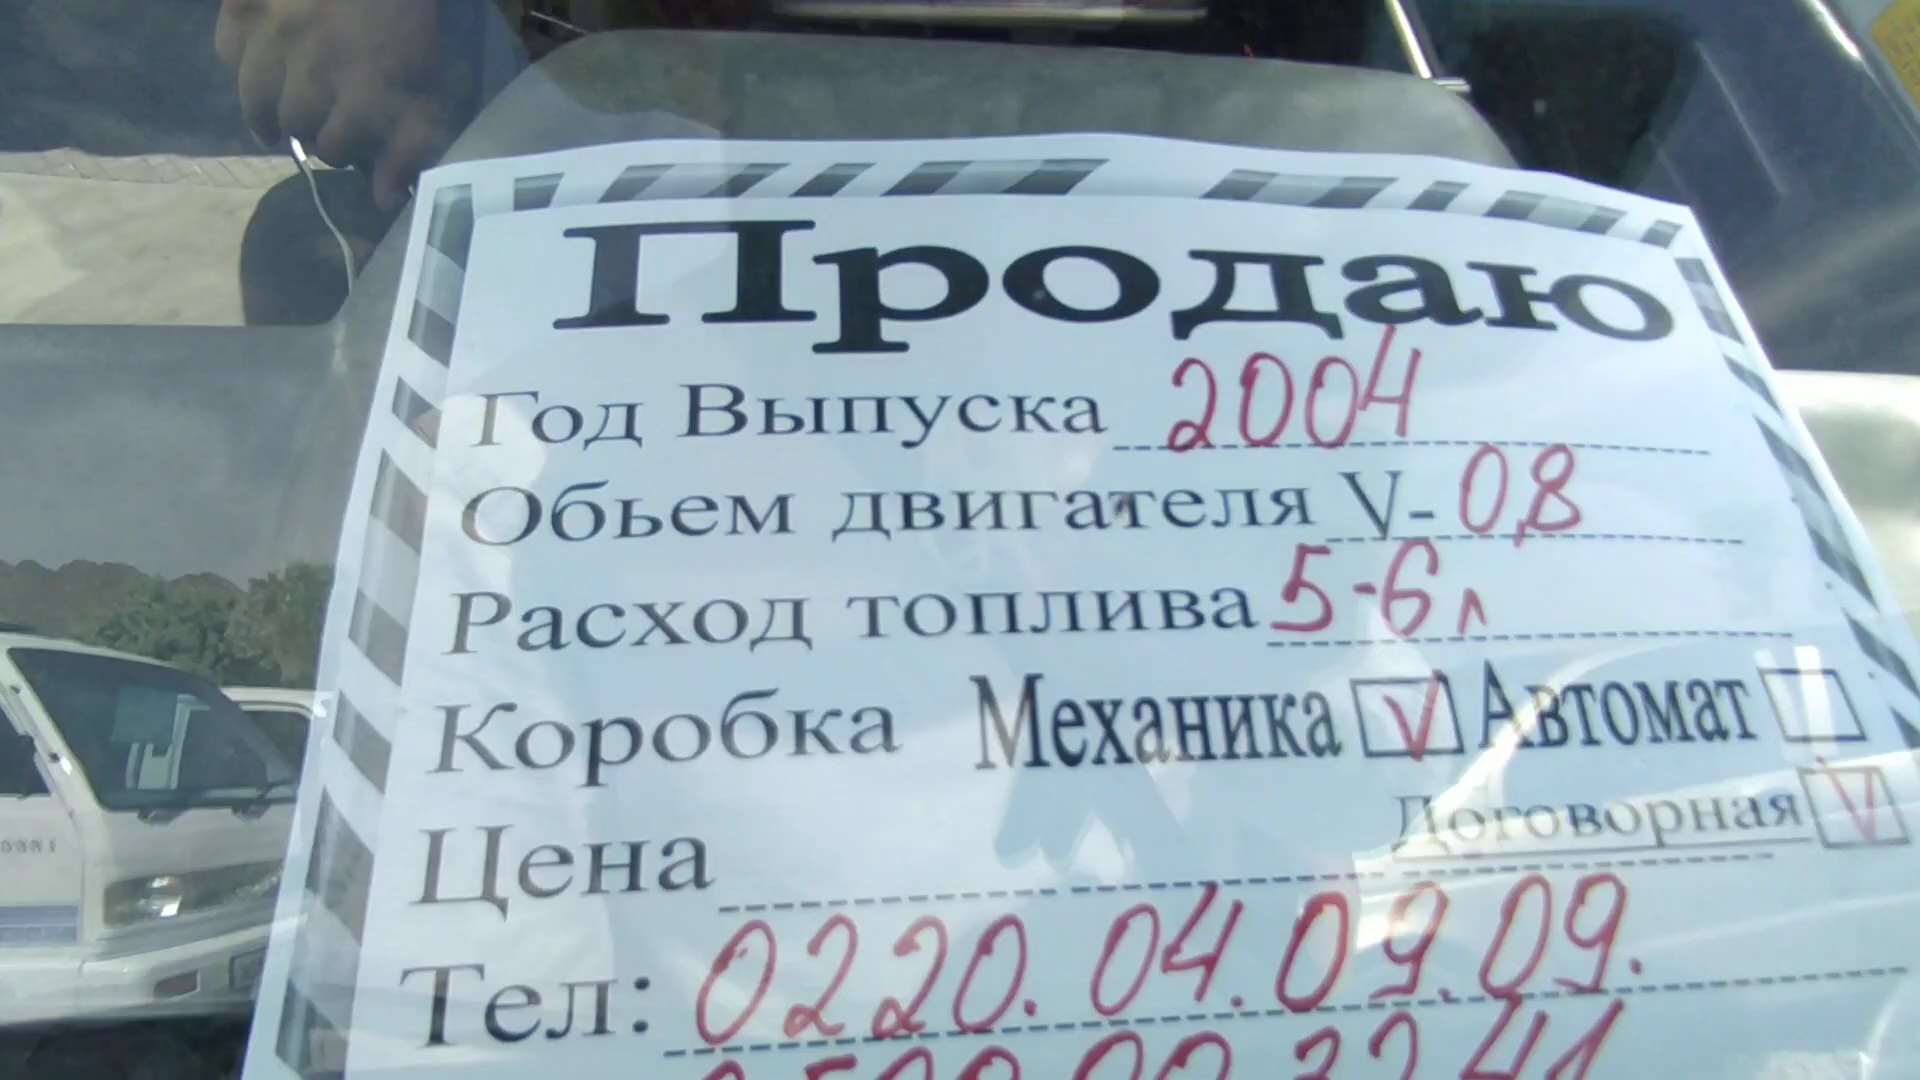 Продаю
Год Выпуска 2004
Обьем двигателя V-0,8
Расход топлива 5-6л
Коробка Механика V Автомат
Договорная V
Цена
Тел: 0220.04.09.09.